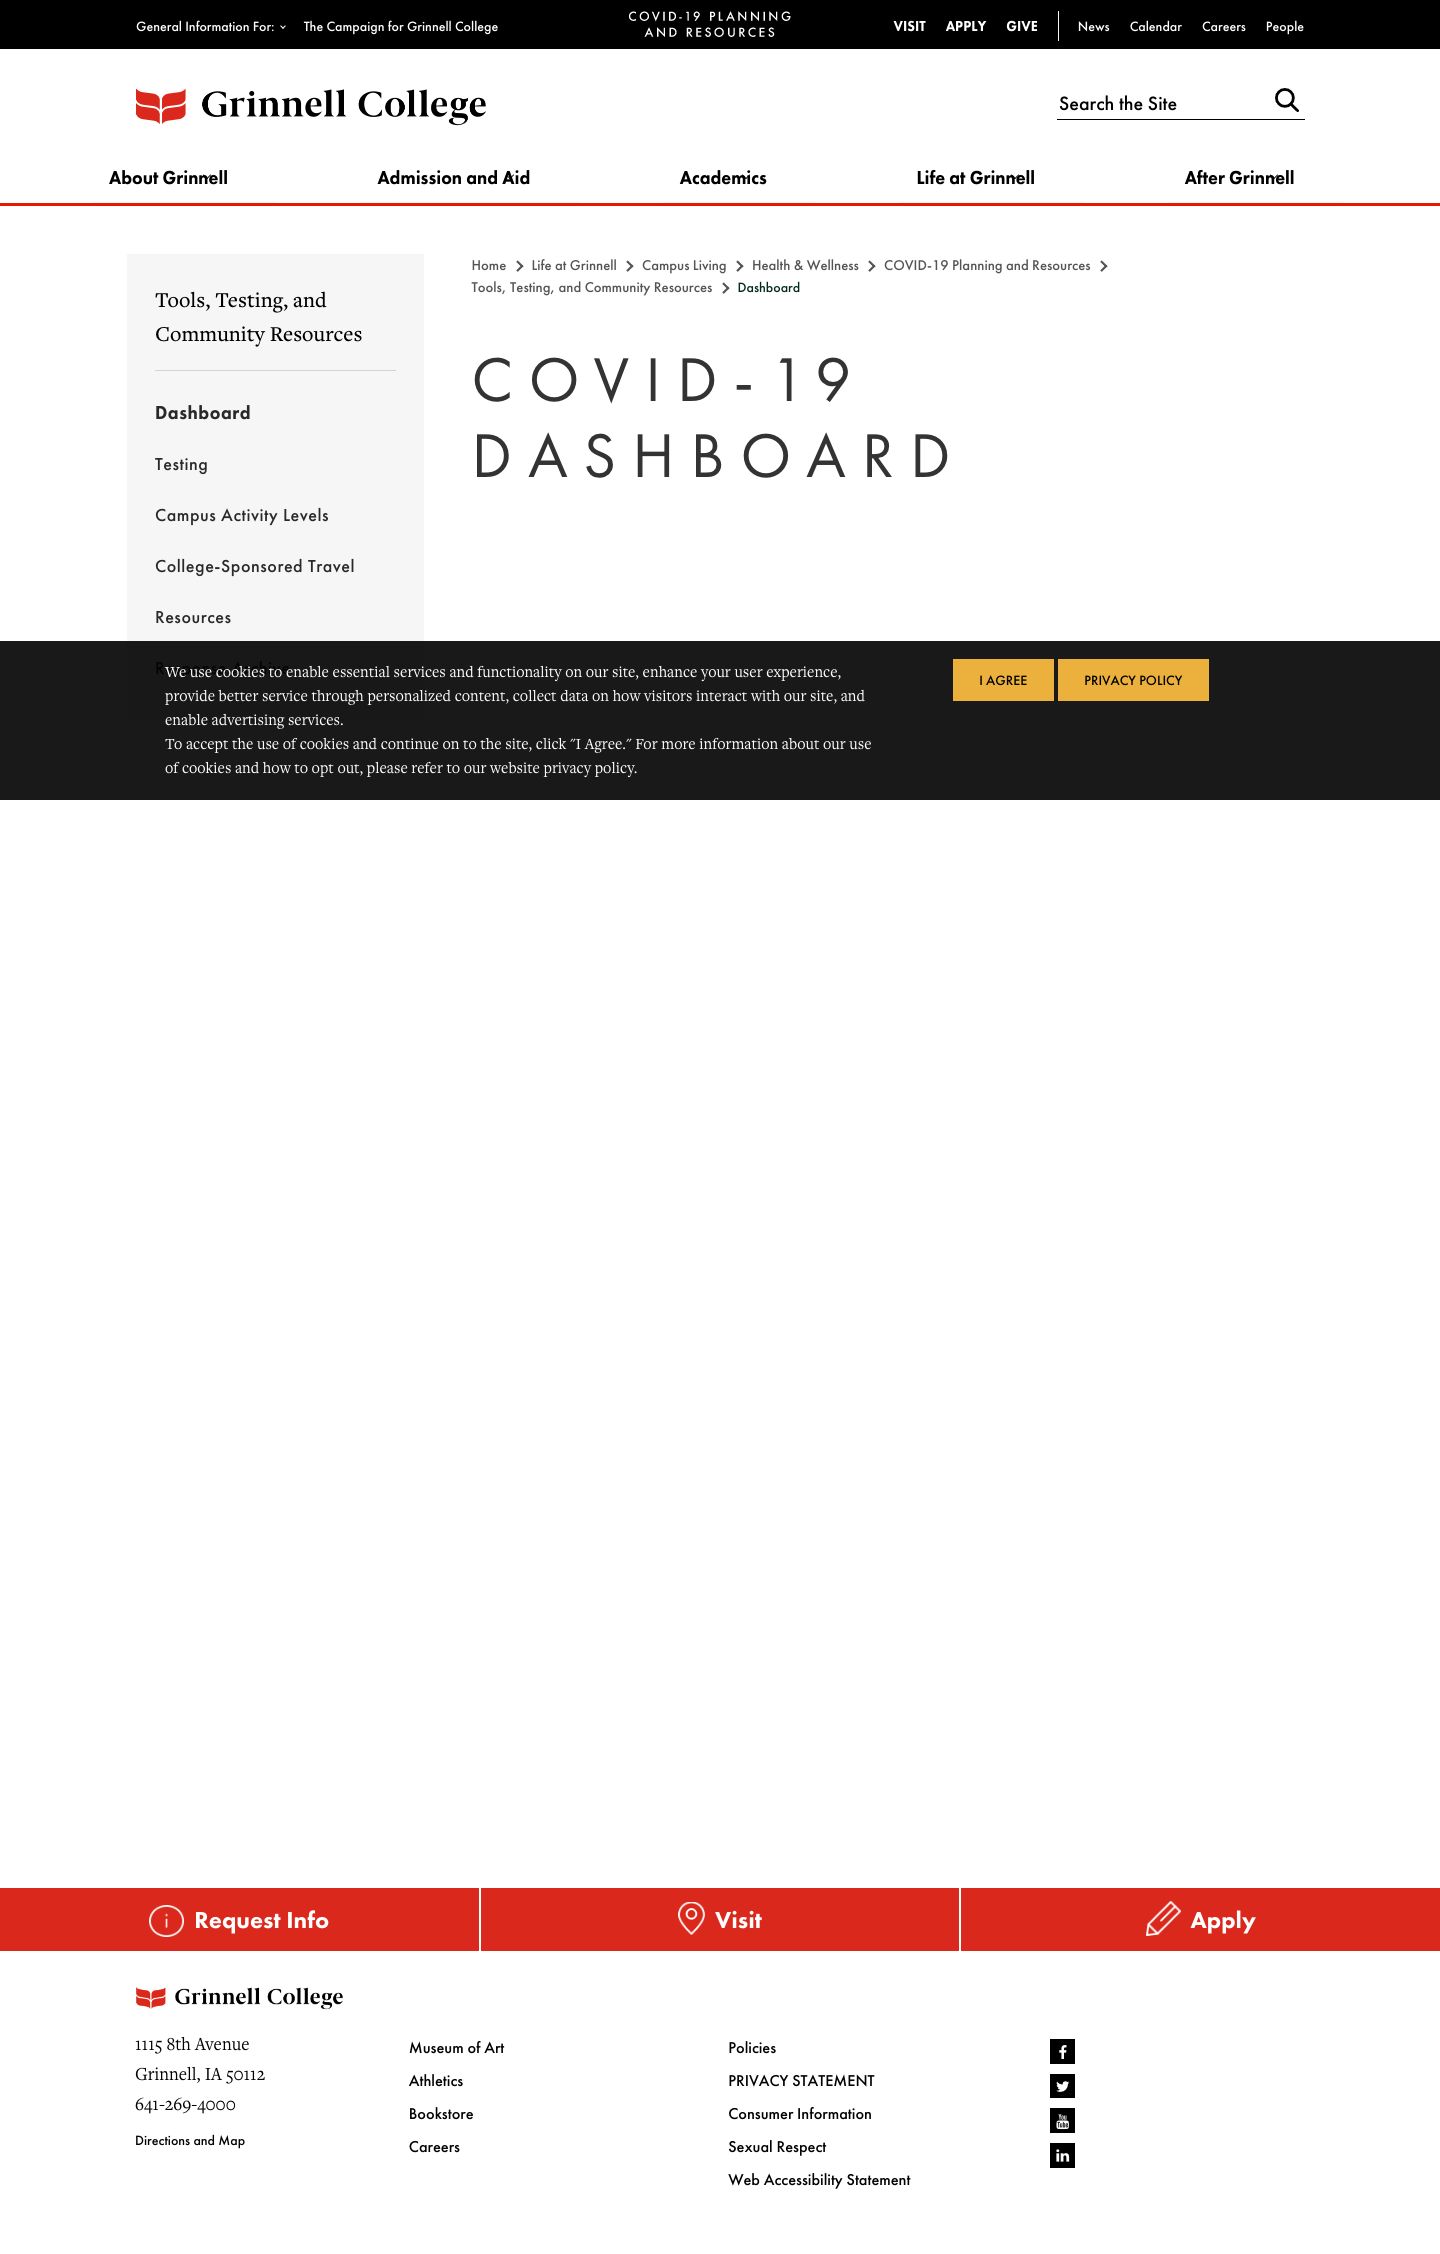 General Information For:
The Campaign for Grinnell College
COVID-19 PLANNING
AND RESOURCES
VISIT
APPLY
GIVE
News
Calendar
Careers
People
Grinnell College
Search the Site
About Grinnell
Admission and Aid
Academics
Life at Grinnell
After Grinnell
Tools, Testing, and
Community Resources
Dashboard
Testing
Campus Activity Levels
College-Sponsored Travel
Resources
Home > Life at Grinnell > Campus Living > Health & Wellness > COVID-19 Planning and Resources >
Tools, Testing, and Community Resources > Dashboard
COVID-19
DASHBOARD
We use cookies to enable essential services and functionality on our site, enhance your user experience,
provide better service through personalized content, collect data on how visitors interact with our site, and
enable advertising services.
To accept the use of cookies and continue on to the site, click "I Agree." For more information about our use
of cookies and how to opt out, please refer to our website privacy policy.
I AGREE
PRIVACY POLICY
Request Info
Visit
Apply
Grinnell College
1115 8th Avenue
Grinnell, IA 50112
641-269-4000
Directions and Map
Museum of Art
Athletics
Bookstore
Careers
Policies
PRIVACY STATEMENT
Consumer Information
Sexual Respect
Web Accessibility Statement